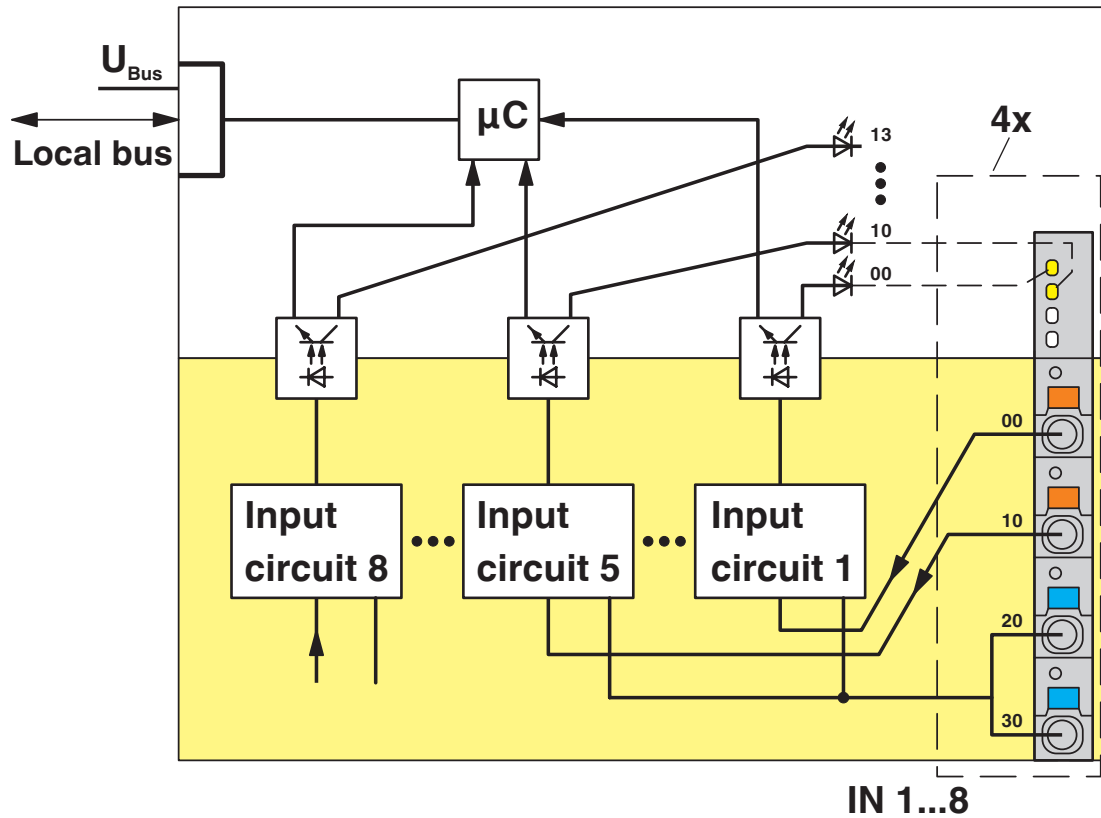 U Bus
Local bus
µC
13
4x
10
00
00
10
20
30
Input
circuit 8
Input
circuit 5
Input
circuit 1
IN 1...8